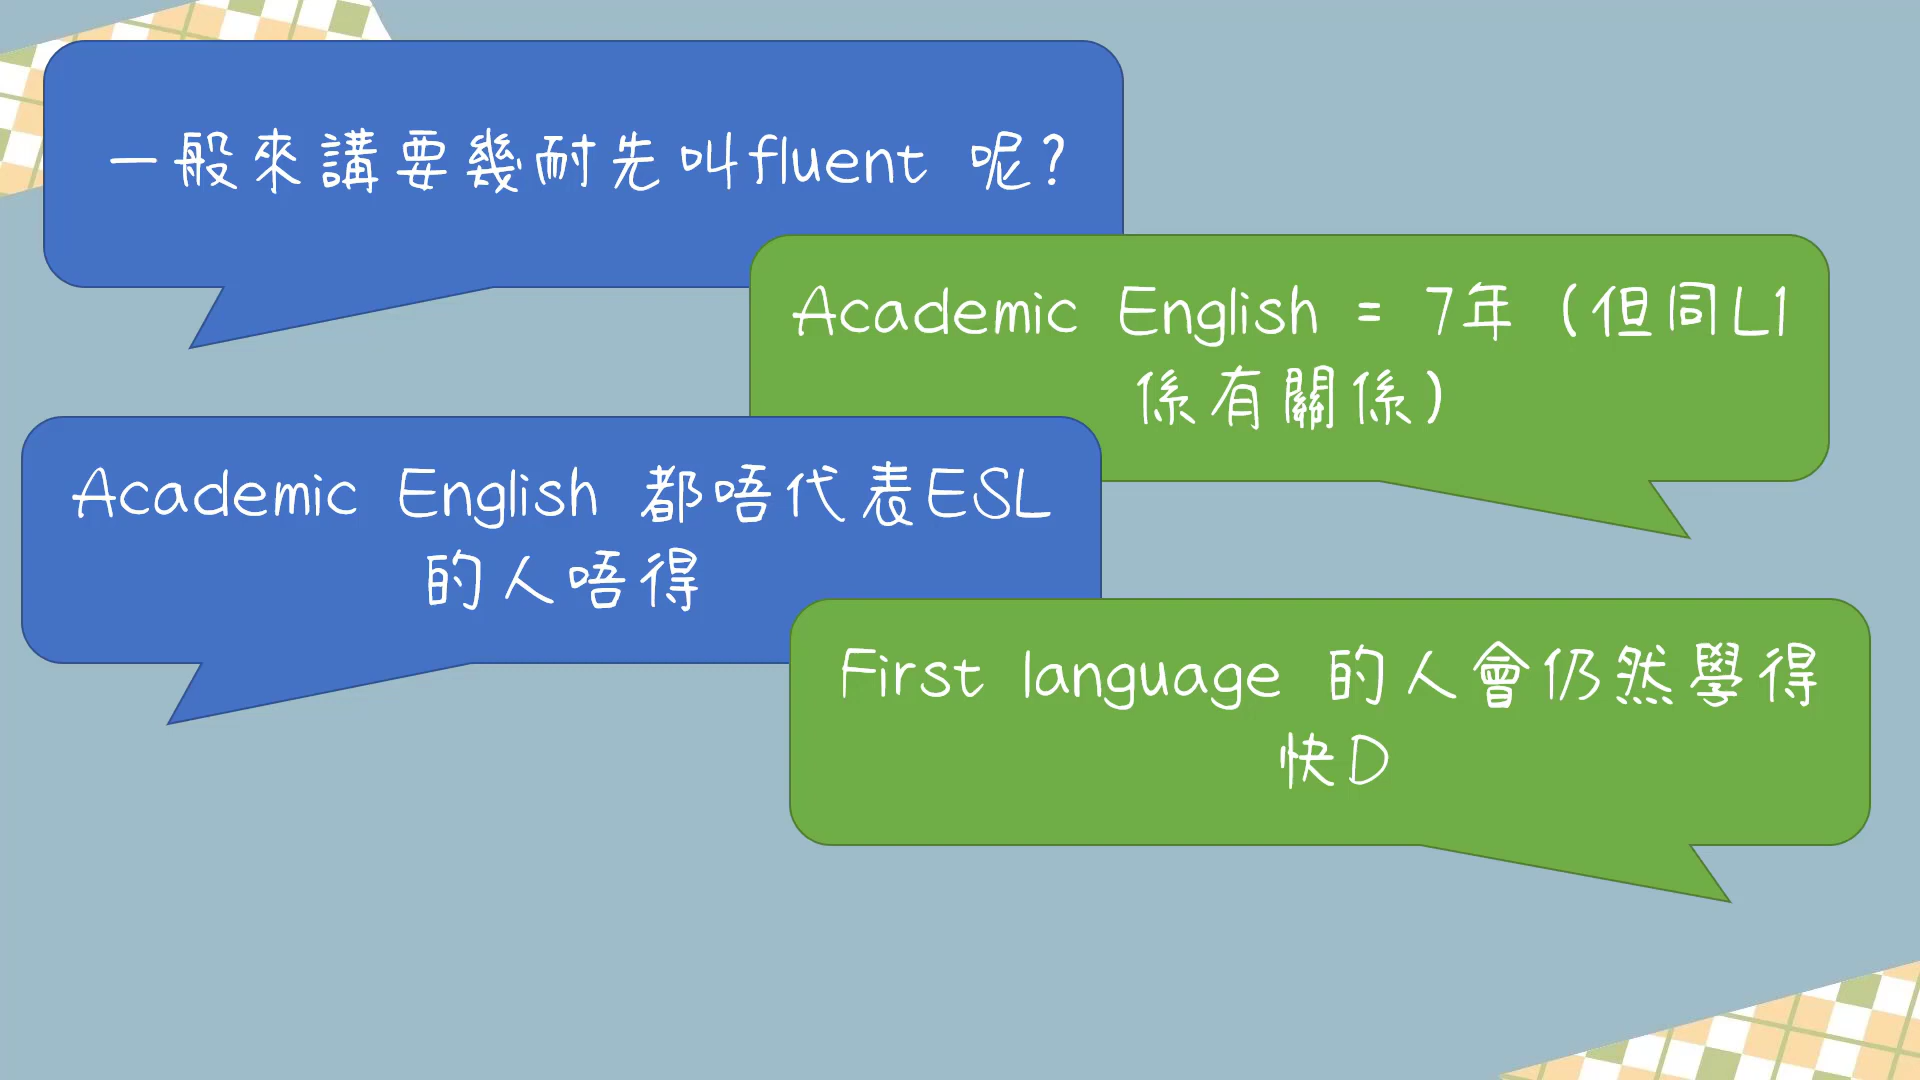 一般來講要幾耐先叫fluent 呢?
Academic English = 7年 (但同L1
係有關係)
Academic English 都唔代表ESL
的人唔得
First language 的人會仍然學得
快D